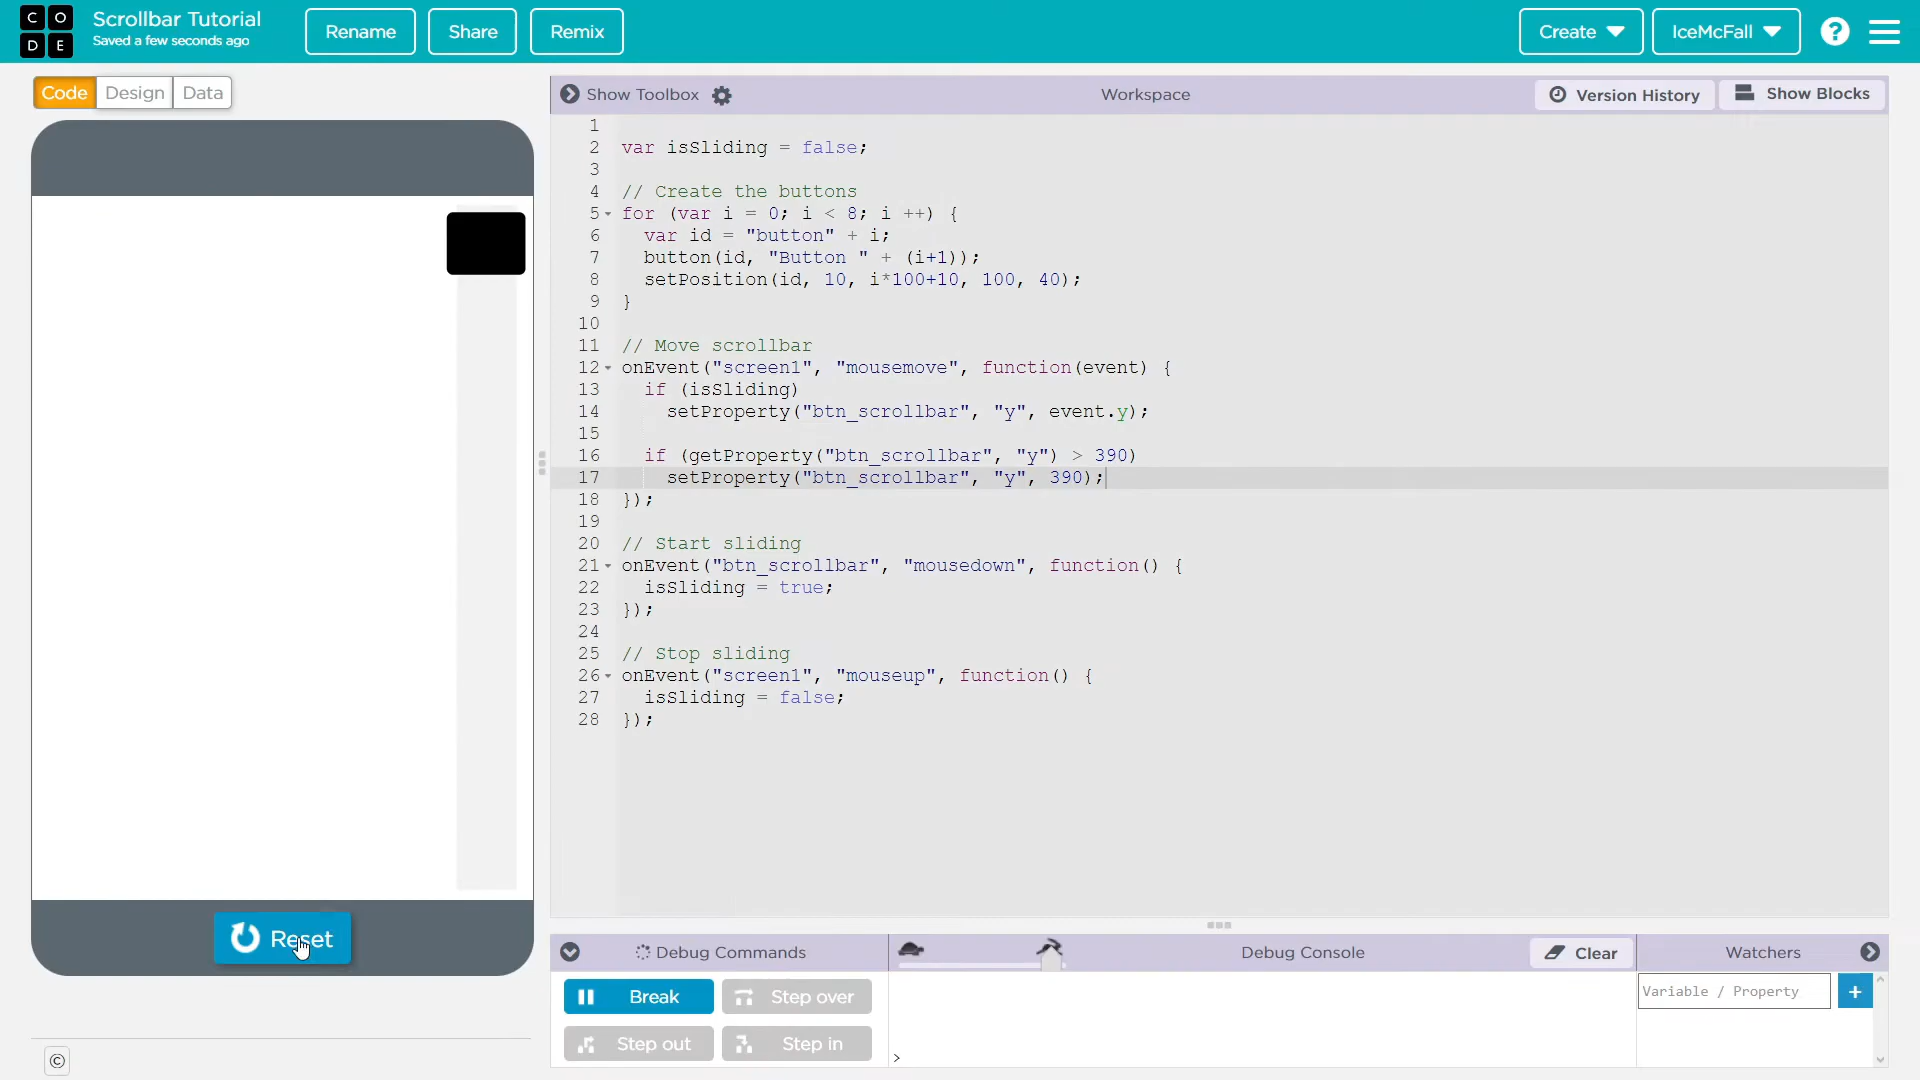 C O
D E
Scrollbar Tutorial
Saved a few seconds ago
Rename
Share
Remix
Create
IceMcFall
?
Code
Design
Data
Show Toolbox
Workspace
Version History
Show Blocks
1
2 var isSliding = false;
3
4 // Create the buttons
5 for (var i = 0; i < 8; i ++) {
6 var id = "button" + i;
7 button(id, "Button " + (i+1));
8 setPosition(id, 10, i*100+10, 100, 40);
9 }
10
11 // Move scrollbar
12 onEvent("screen1", "mousemove", function(event) {
13 if (isSliding)
14 setProperty("btn_scrollbar", "y", event.y);
15
16 if (getProperty("btn_scrollbar", "y") > 390)
17 setProperty("btn_scrollbar", "y", 390);
18 });
19
20 // Start sliding
21 onEvent("btn_scrollbar", "mousedown", function() {
22 isSliding = true;
23 });
24
25 // Stop sliding
26 onEvent("screen1", "mouseup", function() {
27 isSliding = false;
28 });
Reset
Debug Commands
Debug Console
Clear
Watchers
Break
Step over
Step out
Step in
Variable / Property
+
>
©